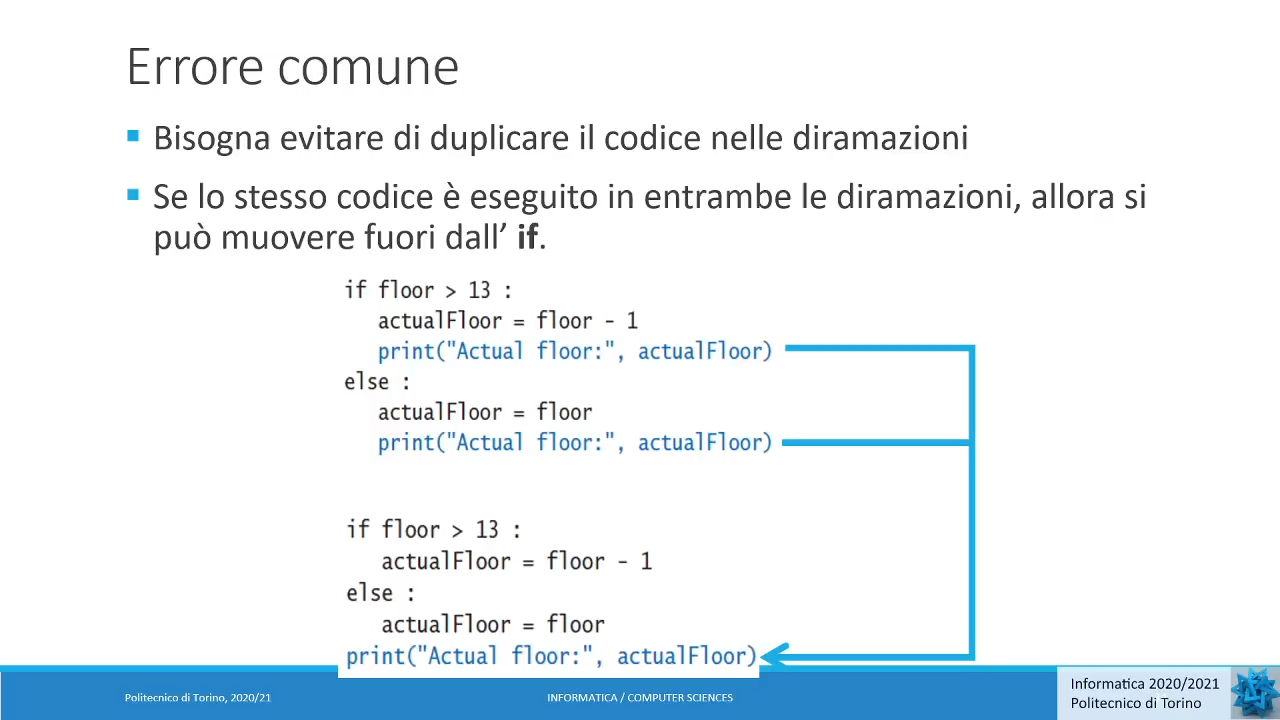 Errore comune
Bisogna evitare di duplicare il codice nelle diramazioni
Se lo stesso codice è eseguito in entrambe le diramazioni, allora si
può muovere fuori dall’ if.
if floor > 13 :
   actualFloor = floor - 1
   print("Actual floor:", actualFloor)
else :
   actualFloor = floor
   print("Actual floor:", actualFloor)
if floor > 13 :
   actualFloor = floor - 1
else :
   actualFloor = floor
print("Actual floor:", actualFloor)
Politecnico di Torino, 2020/21
INFORMATICA / COMPUTER SCIENCES
Informatica 2020/2021
Politecnico di Torino